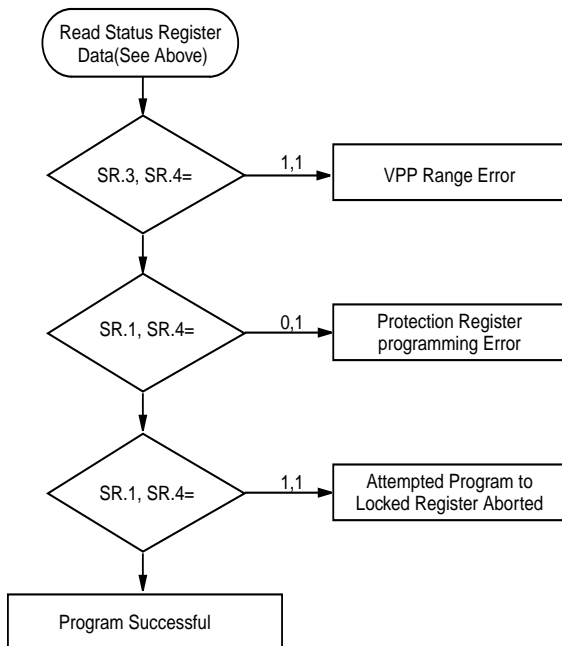 Read Status Register
Data(See Above)
SR.3, SR.4=
1,1
VPP Range Error
SR.1, SR.4=
0,1
Protection Register
programming Error
SR.1, SR.4=
1,1
Attempted Program to
Locked Register Aborted
Program Successful